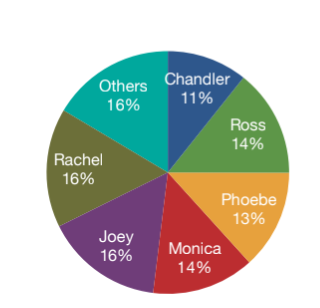 Chandler
11%
Ross
14%
Phoebe
13%
Monica
14%
Joey
16%
Rachel
16%
Others
16%